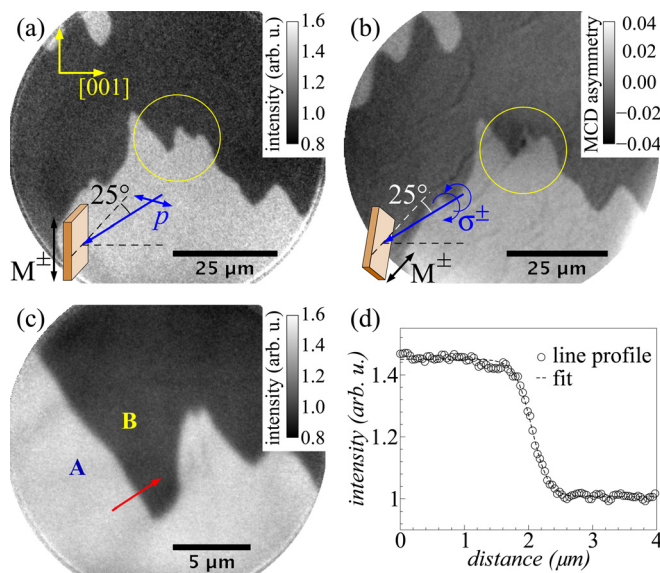 (a)
[001]
intensity (arb. u.)
1.6
1.4
1.2
1.0
0.8
25°
p
M±
25 µm
(b)
MCD asymmetry
0.04
0.02
0.00
−0.02
−0.04
25°
σ±
M±
25 µm
(c)
intensity (arb. u.)
1.6
1.4
1.2
1.0
0.8
B
A
5 µm
(d)
intensity (arb. u.)
1.4
1.2
1
line profile
fit
0 1 2 3 4
distance (µm)